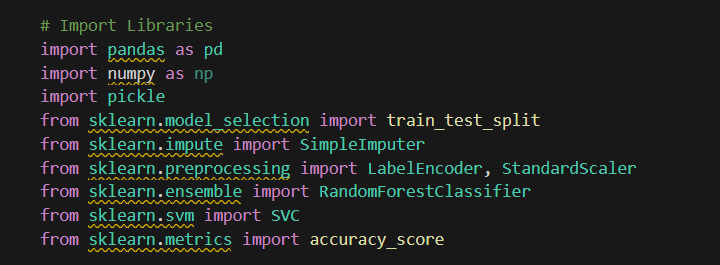 # Import Libraries
import pandas as pd
import numpy as np
import pickle
from sklearn.model_selection import train_test_split
from sklearn.impute import SimpleImputer
from sklearn.preprocessing import LabelEncoder, StandardScaler
from sklearn.ensemble import RandomForestClassifier
from sklearn.svm import SVC
from sklearn.metrics import accuracy_score